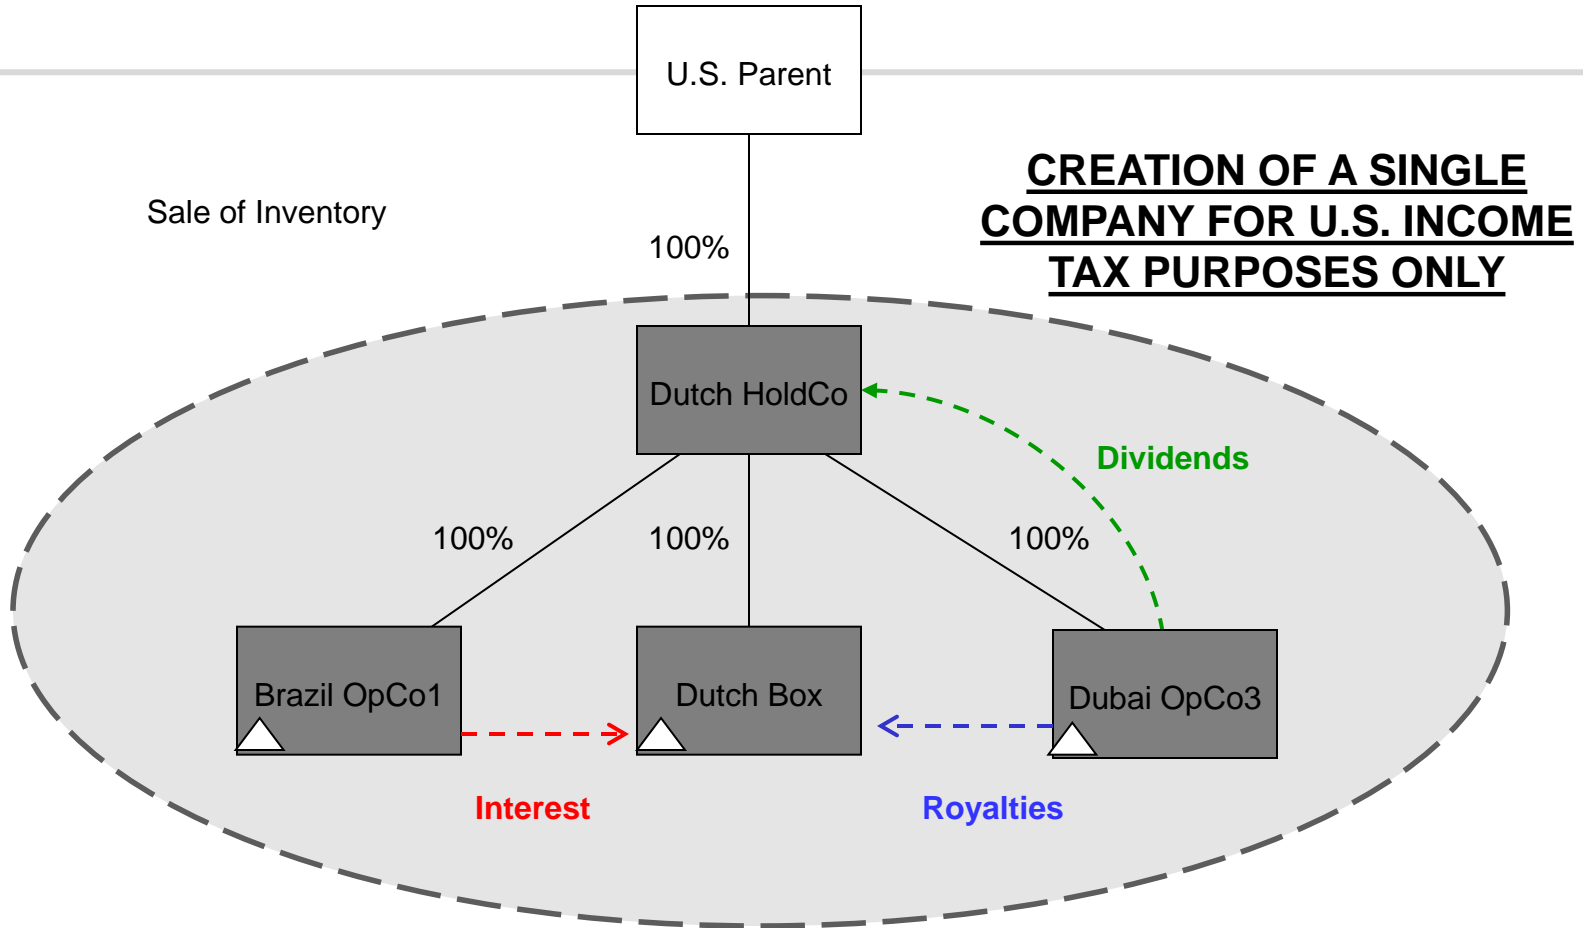 U.S. Parent
CREATION OF A SINGLE
COMPANY FOR U.S. INCOME
TAX PURPOSES ONLY
Sale of Inventory
100%
Dutch HoldCo
Dividends
100%
100%
100%
Brazil OpCo1
Dutch Box
Dubai OpCo3
Interest
Royalties